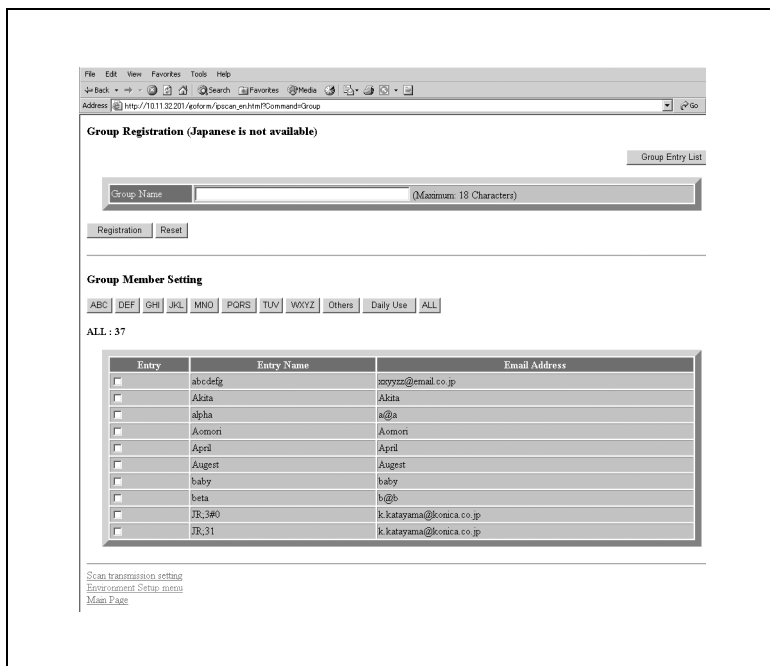 File Edit View Favorites Tools Help
Back Search Favorites Media
Address http://10.11.32.201/goform/ipscan_en.html?Command=Group Go
Group Registration (Japanese is not available)
Group Entry List
Group Name (Maximum: 18 Characters)
Registration Reset
Group Member Setting
ABC DEF GHI JKL MNO PQRS TUV WXYZ Others Daily Use ALL
ALL : 37
Entry Entry Name Email Address
abcdefg xxyyzz@email.co.jp
Akita Akita
alpha a@a
Aomori Aomori
April April
Augest Augest
baby baby
beta b@b
JR;3#0 k.katayama@konica.co.jp
JR;31 k.katayama@konica.co.jp
Scan transmission setting
Environment Setup menu
Main Page